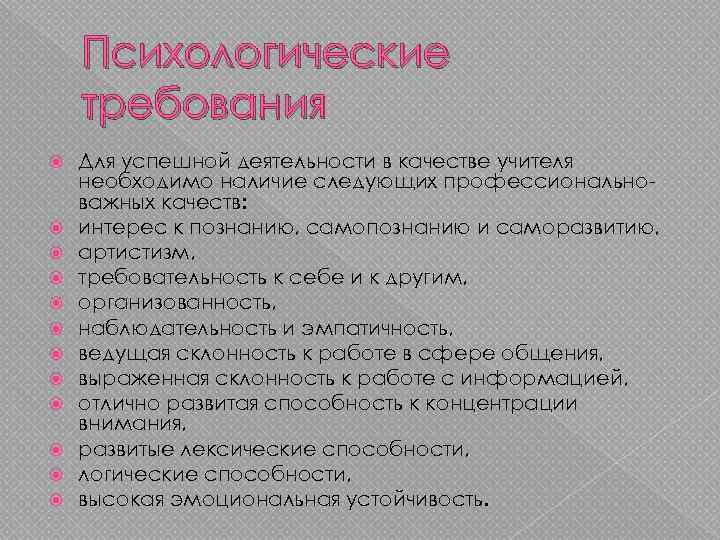 Психологические
требования
Для успешной деятельности в качестве учителя
необходимо наличие следующих профессионально-
важных качеств:
интерес к познанию, самопознанию и саморазвитию,
артистизм,
требовательность к себе и к другим,
организованность,
наблюдательность и эмпатичность,
ведущая склонность к работе в сфере общения,
выраженная склонность к работе с информацией,
отлично развитая способность к концентрации
внимания,
развитые лексические способности,
логические способности,
высокая эмоциональная устойчивость.